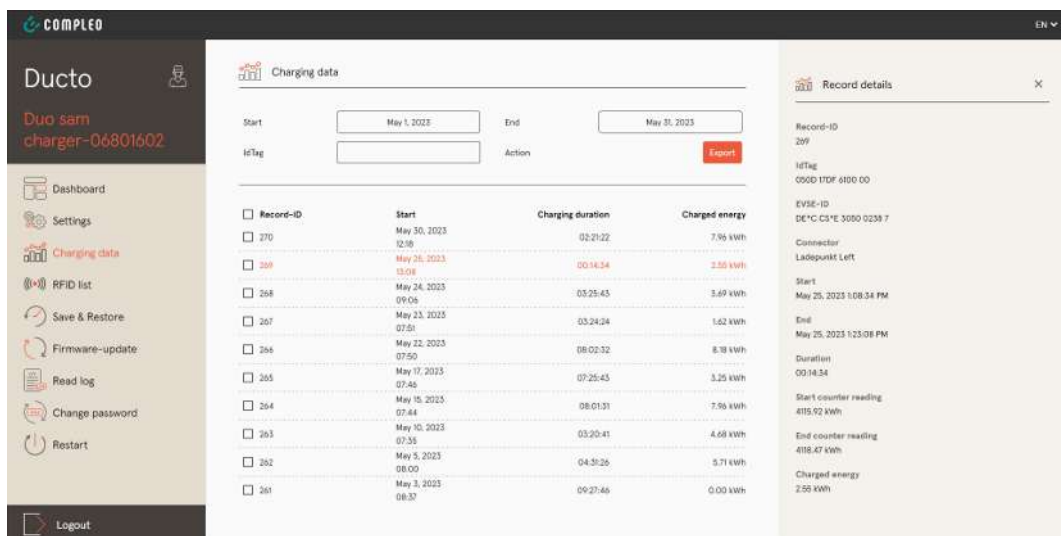 COMPLEO
EN
Ducto
Duo sam
charger-06801602
Dashboard
Settings
Charging data
RFID list
Save & Restore
Firmware-update
Read log
Change password
Restart
Logout
Charging data
Start May 1, 2023 End May 31, 2023
IdTag Action Export
Record-ID Start Charging duration Charged energy
270 May 30, 2023 12:18 02:21:22 7.96 kWh
269 May 25, 2023 13:08 00:14:34 2.55 kWh
268 May 24, 2023 09:06 03:25:43 3.69 kWh
267 May 23, 2023 07:51 03:24:24 1.62 kWh
266 May 22, 2023 07:50 08:02:32 8.18 kWh
265 May 17, 2023 07:46 07:25:43 3.25 kWh
264 May 15, 2023 07:44 08:01:31 7.96 kWh
263 May 10, 2023 07:35 03:20:41 4.68 kWh
262 May 5, 2023 08:00 04:31:26 5.71 kWh
261 May 3, 2023 08:37 09:27:46 0.00 kWh
Record details
Record-ID
269
IdTag
050D 17DF 6100 00
EVSE-ID
DE*C CS*E 3050 0238 7
Connector
Ladepunkt Left
Start
May 25, 2023 1:08:34 PM
End
May 25, 2023 1:23:08 PM
Duration
00:14:34
Start counter reading
4115.92 kWh
End counter reading
4118.47 kWh
Charged energy
2.55 kWh